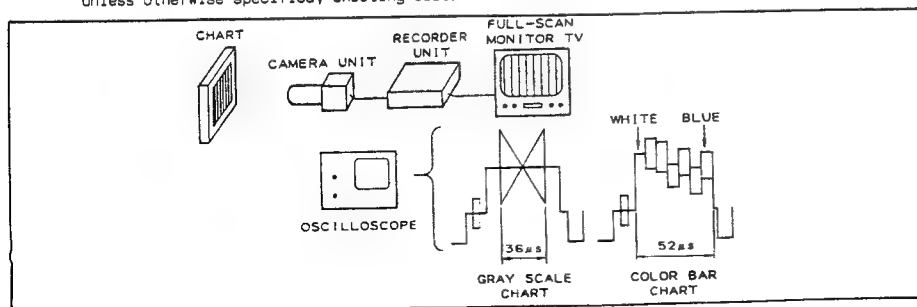 CHART
CAMERA UNIT
RECORDER
UNIT
FULL-SCAN
MONITOR TV
OSCILLOSCOPE
WHITE BLUE
36µs
52µs
GRAY SCALE
CHART
COLOR BAR
CHART